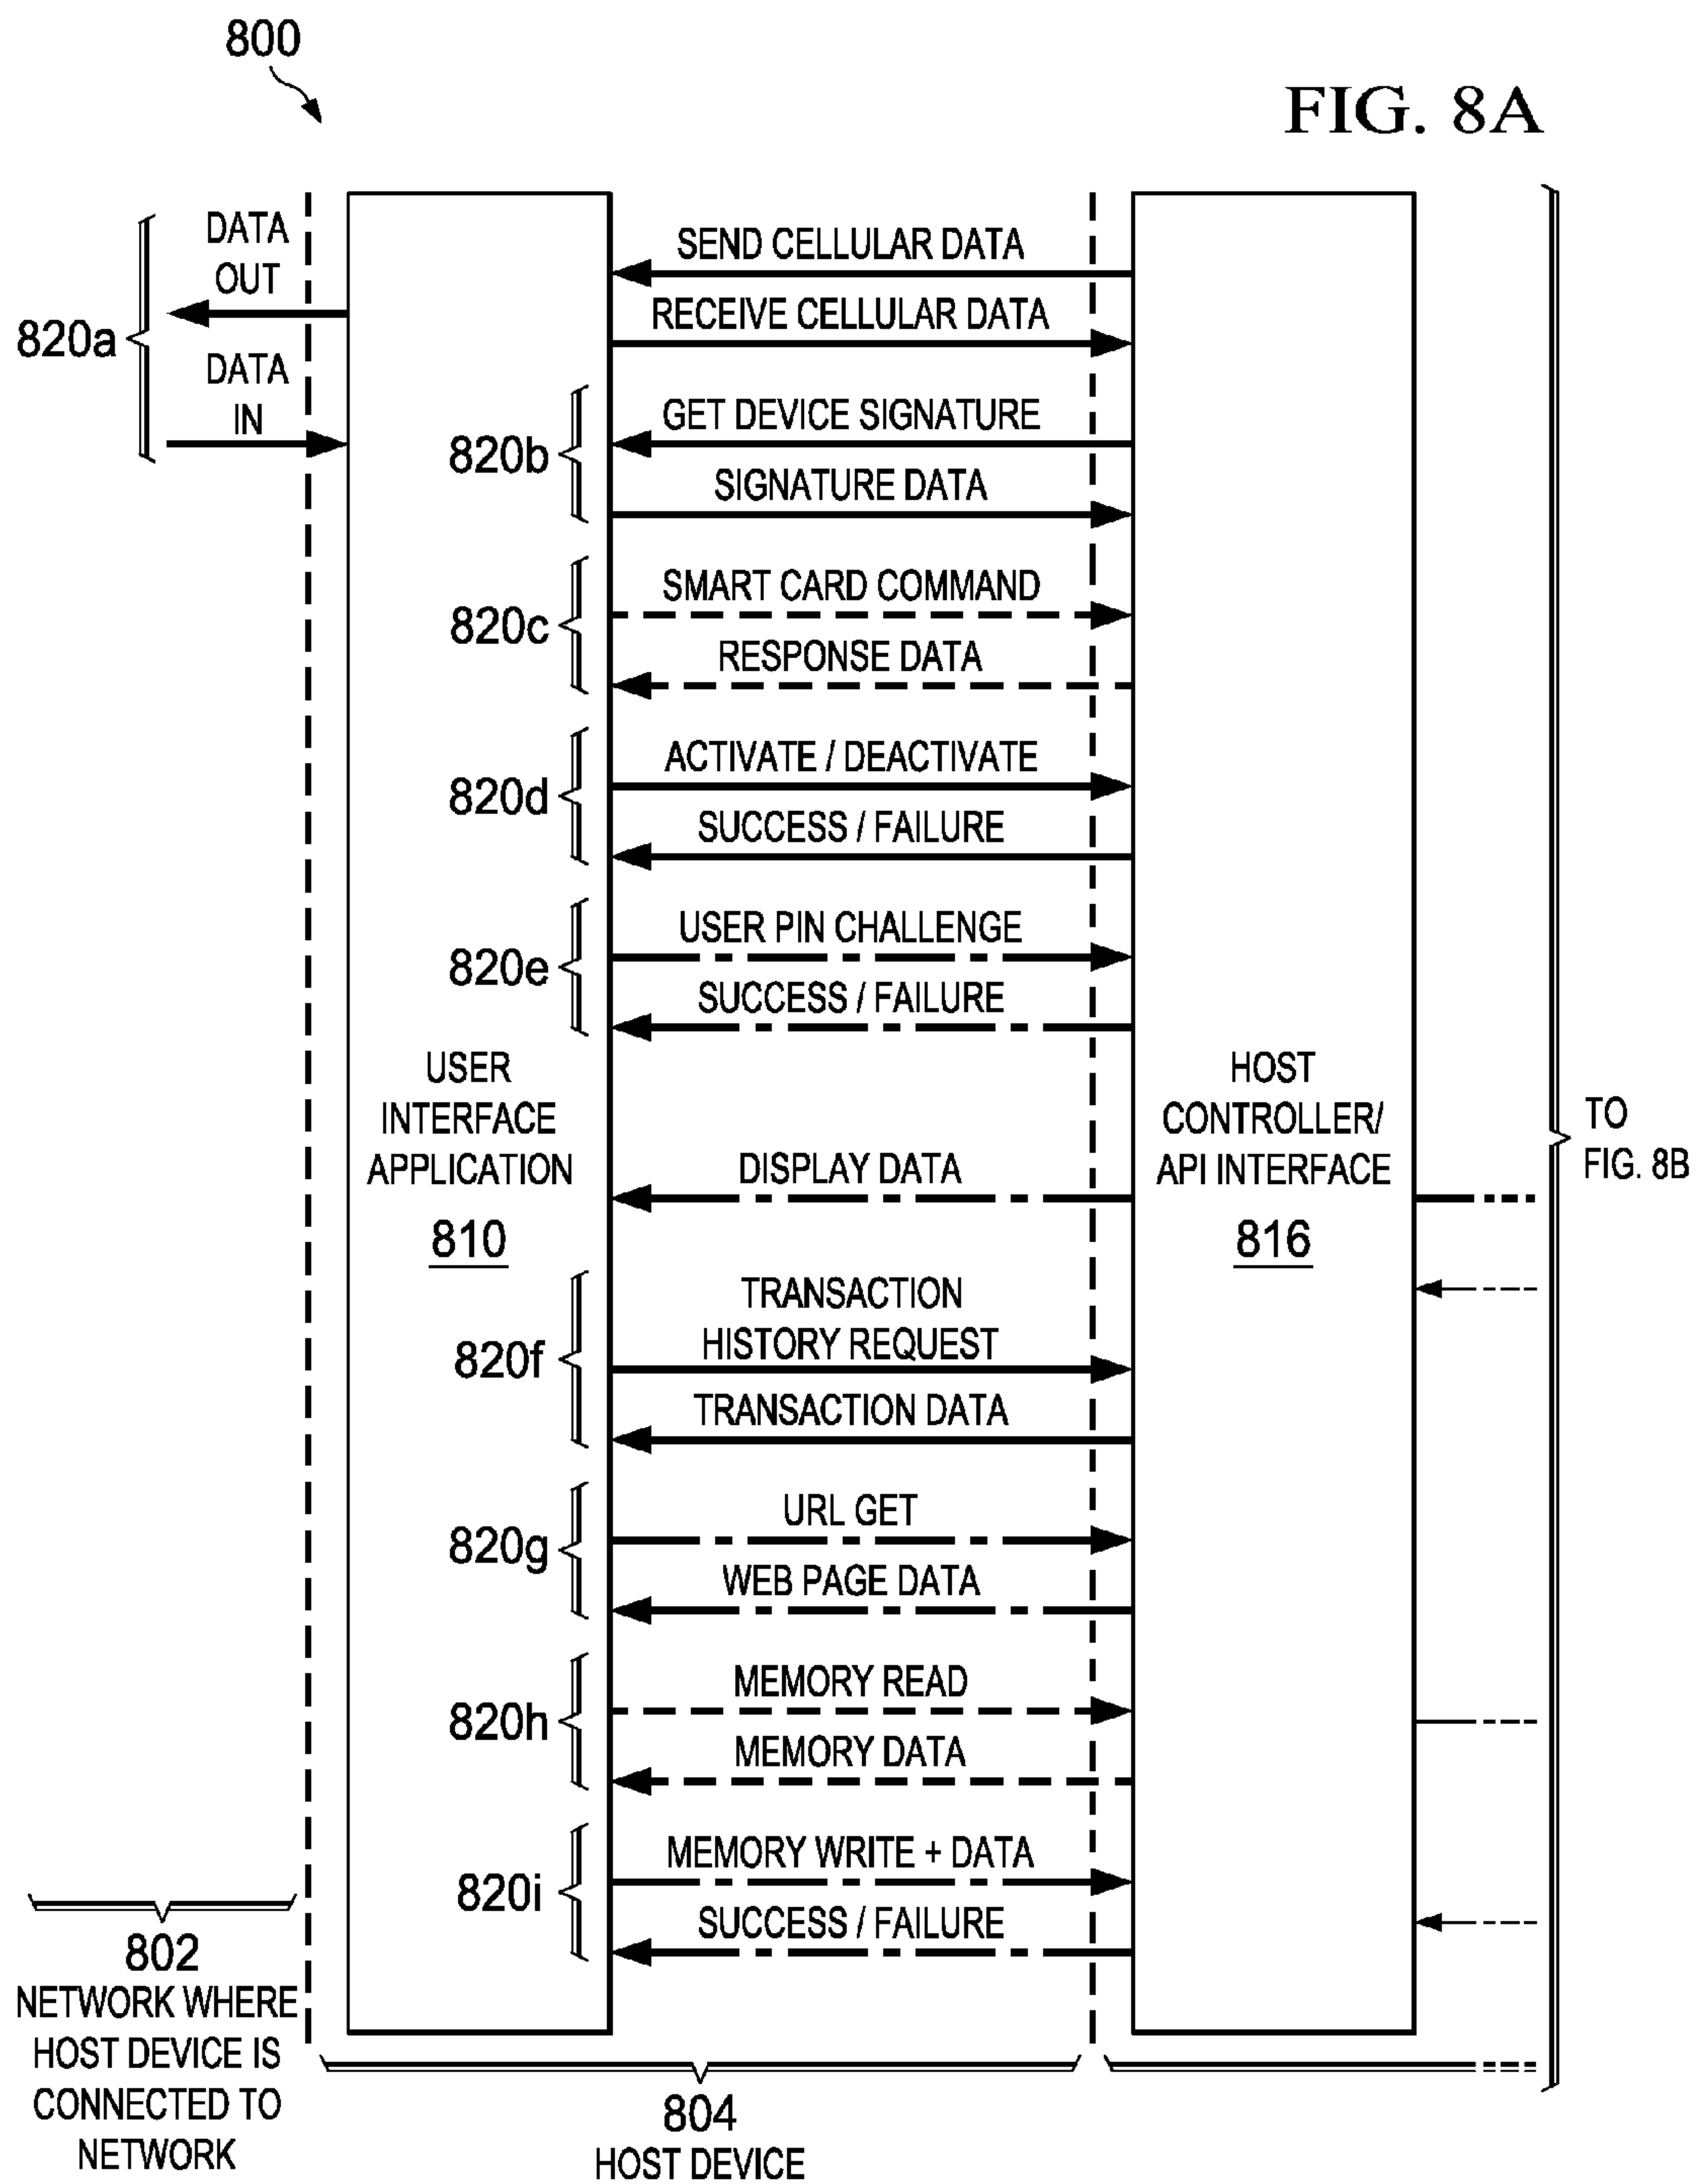 800
FIG. 8A
DATA
OUT
820a
DATA
IN
SEND CELLULAR DATA
RECEIVE CELLULAR DATA
820b
GET DEVICE SIGNATURE
SIGNATURE DATA
820c
SMART CARD COMMAND
RESPONSE DATA
820d
ACTIVATE / DEACTIVATE
SUCCESS / FAILURE
820e
USER PIN CHALLENGE
SUCCESS / FAILURE
USER
INTERFACE
APPLICATION
810
DISPLAY DATA
HOST
CONTROLLER/
API INTERFACE
816
TO
FIG. 8B
820f
TRANSACTION
HISTORY REQUEST
TRANSACTION DATA
820g
URL GET
WEB PAGE DATA
820h
MEMORY READ
MEMORY DATA
820i
MEMORY WRITE + DATA
SUCCESS / FAILURE
802
NETWORK WHERE
HOST DEVICE IS
CONNECTED TO
NETWORK
804
HOST DEVICE